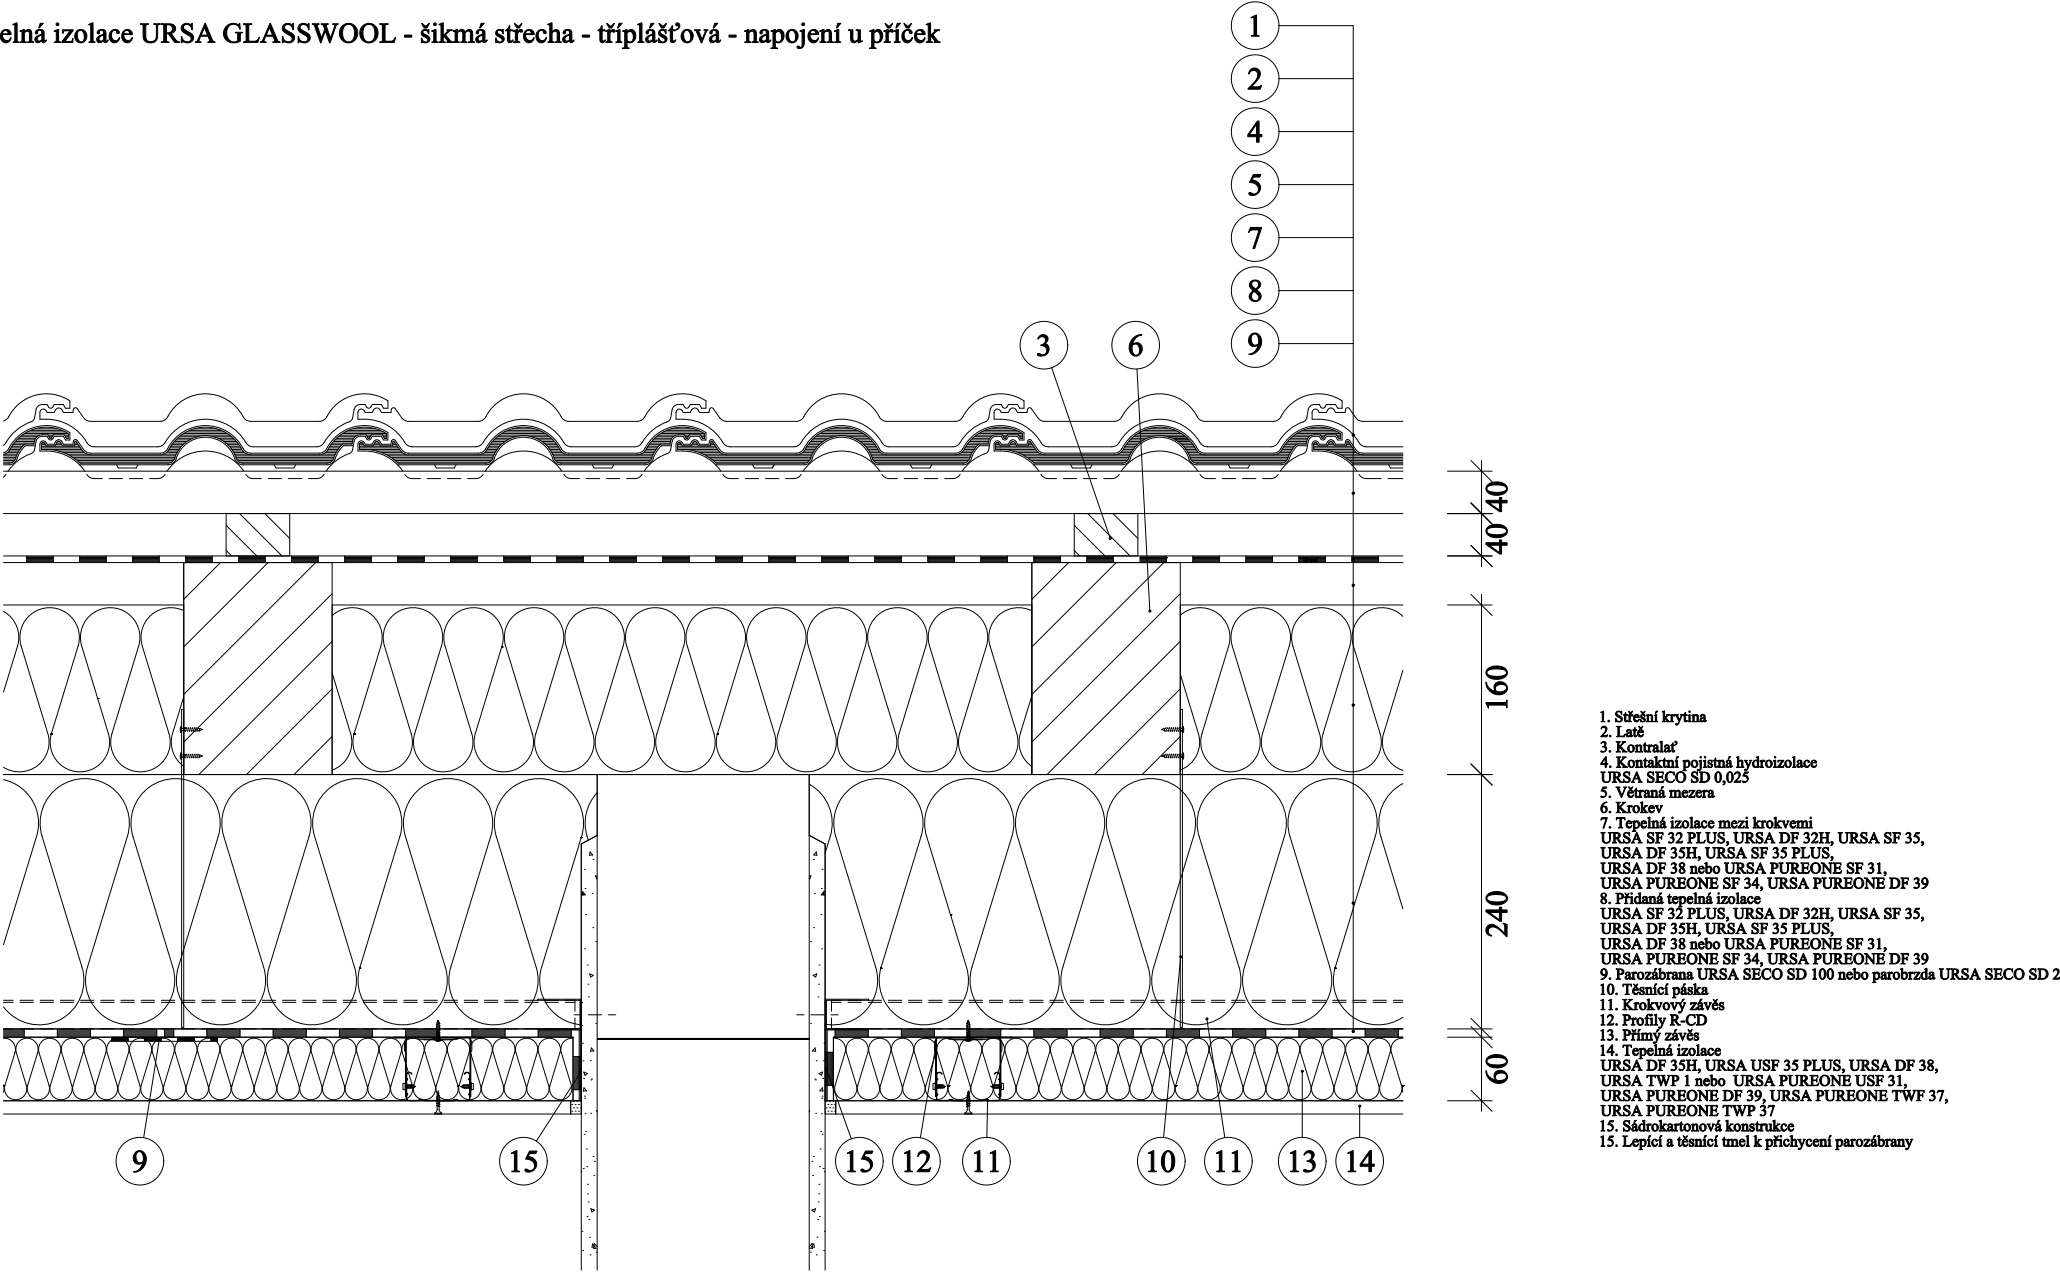 elná izolace URSA GLASSWOOL - šikmá střecha - tříplášťová - napojení u příček
1
2
4
5
7
8
9
3
6
40
40
160
240
60
9
15
15
12
11
10
11
13
14
1. Střešní krytina
2. Latě
3. Kontralať
4. Kontaktní pojistná hydroizolace
URSA SECO SD 0,025
5. Větraná mezera
6. Krokev
7. Tepelná izolace mezi krokvemi
URSA SF 32 PLUS, URSA DF 32H, URSA SF 35,
URSA DF 35H, URSA SF 35 PLUS,
URSA DF 38 nebo URSA PUREONE SF 31,
URSA PUREONE SF 34, URSA PUREONE DF 39
8. Přidaná tepelná izolace
URSA SF 32 PLUS, URSA DF 32H, URSA SF 35,
URSA DF 35H, URSA SF 35 PLUS,
URSA DF 38 nebo URSA PUREONE SF 31,
URSA PUREONE SF 34, URSA PUREONE DF 39
9. Parozábrana URSA SECO SD 100 nebo parobrzda URSA SECO SD 2
10. Těsnící páska
11. Krokvový závěs
12. Profily R-CD
13. Přímý závěs
14. Tepelná izolace
URSA DF 35H, URSA USF 35 PLUS, URSA DF 38,
URSA TWP 1 nebo URSA PUREONE USF 31,
URSA PUREONE DF 39, URSA PUREONE TWF 37,
URSA PUREONE TWP 37
15. Sádrokartonová konstrukce
15. Lepící a těsnící tmel k přichycení parozábrany